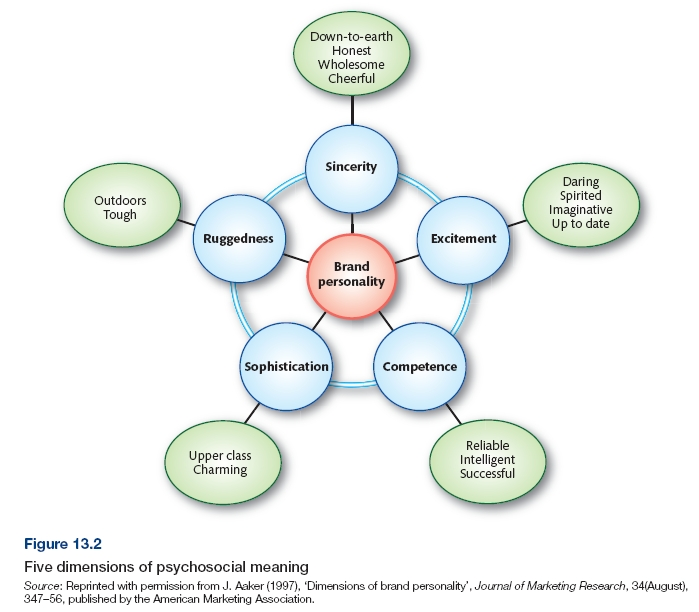 Down-to-earth
Honest
Wholesome
Cheerful
Sincerity
Outdoors
Tough
Ruggedness
Daring
Spirited
Imaginative
Up to date
Excitement
Brand
personality
Sophistication
Competence
Upper class
Charming
Reliable
Intelligent
Successful
Figure 13.2
Five dimensions of psychosocial meaning
Source: Reprinted with permission from J. Aaker (1997), ‘Dimensions of brand personality’, Journal of Marketing Research, 34(August),
347–56, published by the American Marketing Association.